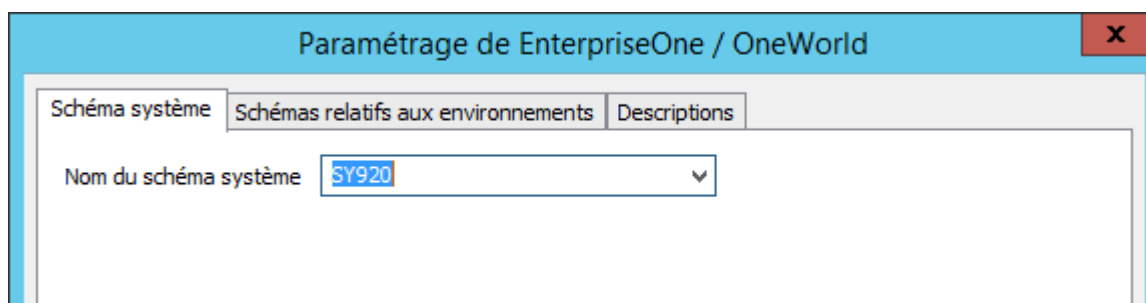 Paramétrage de EnterpriseOne / OneWorld x
Schéma système Schémas relatifs aux environnements Descriptions
Nom du schéma système SY920